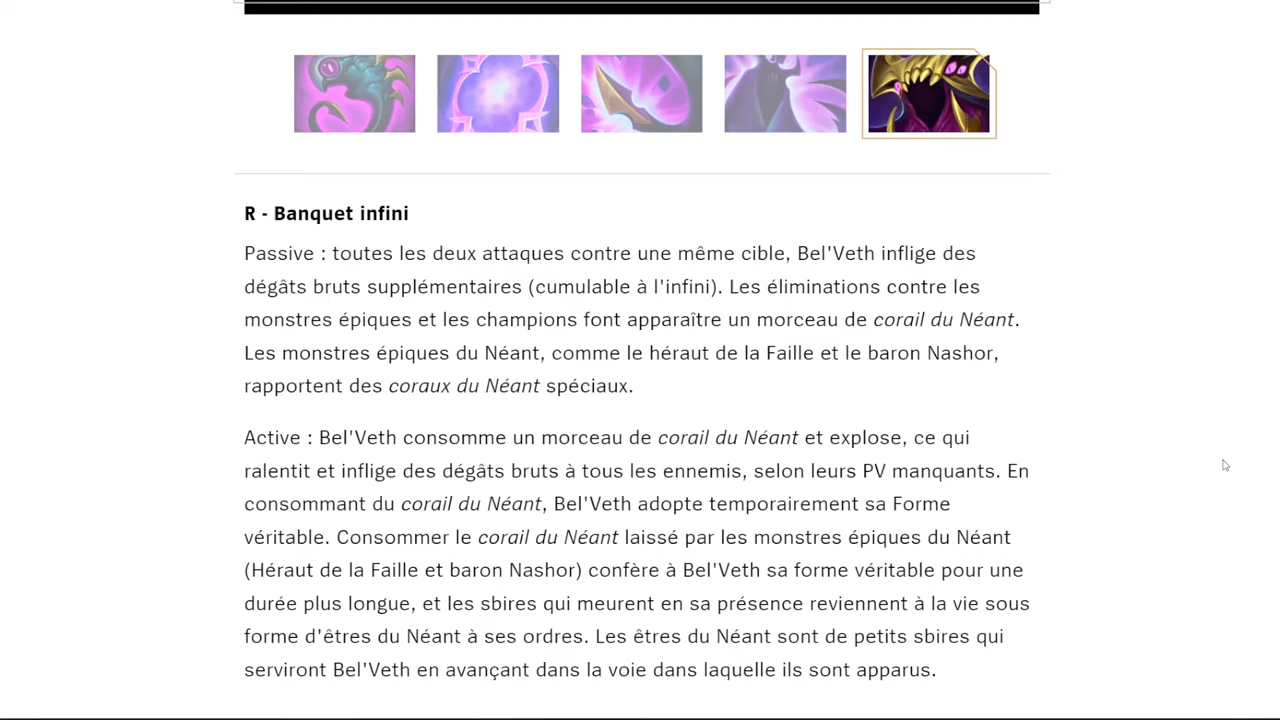 R - Banquet infini
Passive : toutes les deux attaques contre une même cible, Bel'Veth inflige des
dégâts bruts supplémentaires (cumulable à l'infini). Les éliminations contre les
monstres épiques et les champions font apparaître un morceau de corail du Néant.
Les monstres épiques du Néant, comme le héraut de la Faille et le baron Nashor,
rapportent des coraux du Néant spéciaux.
Active : Bel'Veth consomme un morceau de corail du Néant et explose, ce qui
ralentit et inflige des dégâts bruts à tous les ennemis, selon leurs PV manquants. En
consommant du corail du Néant, Bel'Veth adopte temporairement sa Forme
véritable. Consommer le corail du Néant laissé par les monstres épiques du Néant
(Héraut de la Faille et baron Nashor) confère à Bel'Veth sa forme véritable pour une
durée plus longue, et les sbires qui meurent en sa présence reviennent à la vie sous
forme d'êtres du Néant à ses ordres. Les êtres du Néant sont de petits sbires qui
serviront Bel'Veth en avançant dans la voie dans laquelle ils sont apparus.